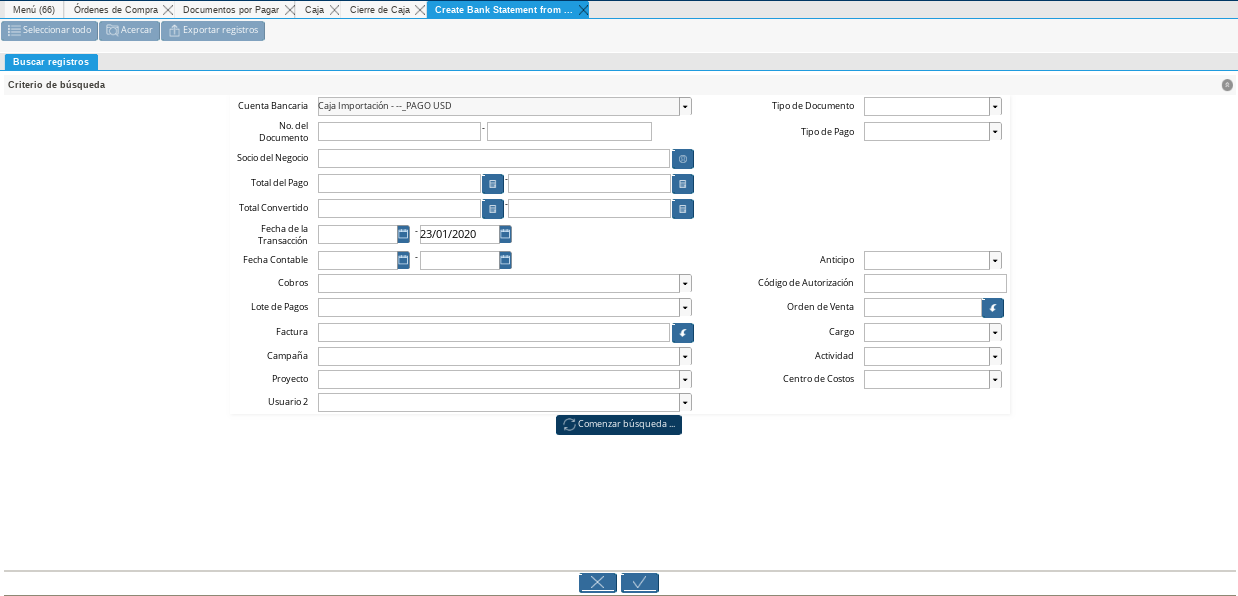 Menú (66) Órdenes de Compra Documentos por Pagar Caja Cierre de Caja Create Bank Statement from ...
Seleccionar todo Acercar Exportar registros
Buscar registros
Criterio de búsqueda
Cuenta Bancaria Caja Importación - --_PAGO USD Tipo de Documento
No. del
Documento - Tipo de Pago
Socio del Negocio
Total del Pago -
Total Convertido -
Fecha de la
Transacción - 23/01/2020
Fecha Contable - Anticipo
Cobros Código de Autorización
Lote de Pagos Orden de Venta
Factura Cargo
Campaña Actividad
Proyecto Centro de Costos
Usuario 2
Comenzar búsqueda ...